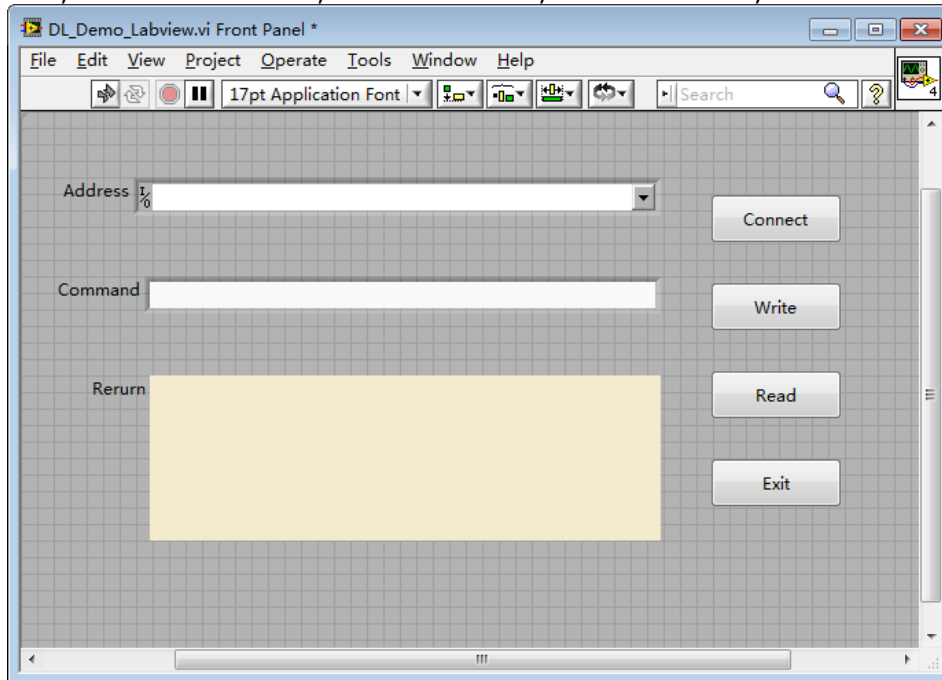 DL_Demo_Labview.vi Front Panel *
File Edit View Project Operate Tools Window Help
17pt Application Font Search
4
Address
Connect
Command
Write
Rerurn
Read
Exit